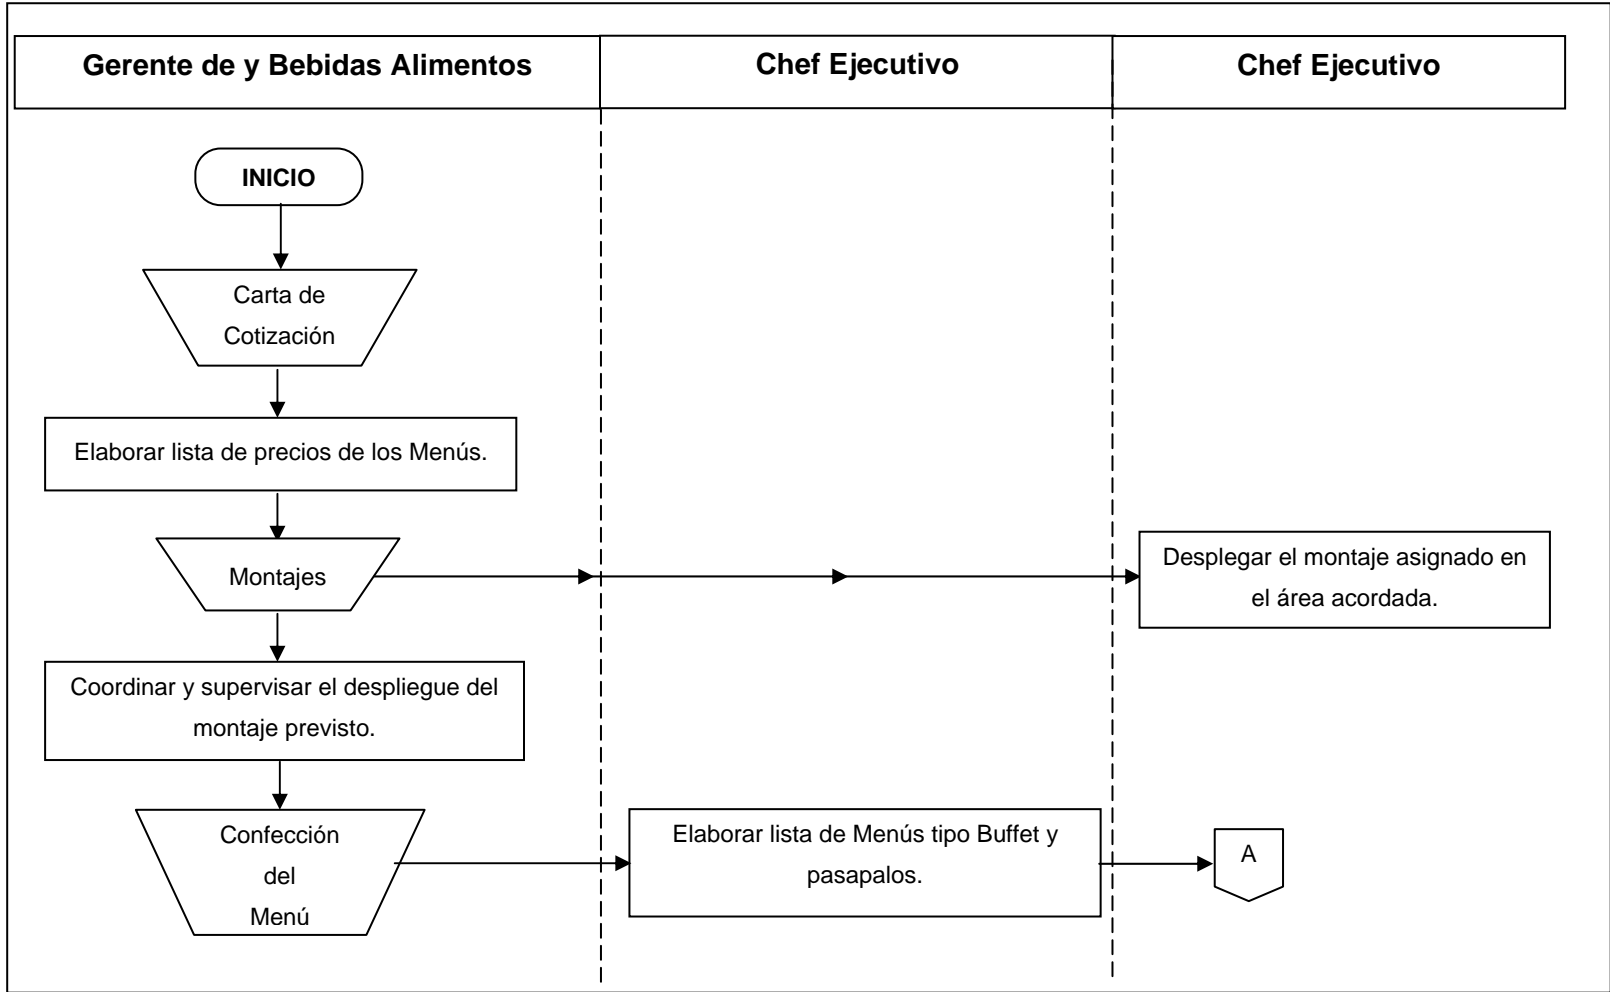 Gerente de y Bebidas Alimentos
Chef Ejecutivo
Chef Ejecutivo
INICIO
Carta de
Cotización
Elaborar lista de precios de los Menús.
Montajes
Desplegar el montaje asignado en
el área acordada.
Coordinar y supervisar el despliegue del
montaje previsto.
Confección
del
Menú
Elaborar lista de Menús tipo Buffet y
pasapalos.
A